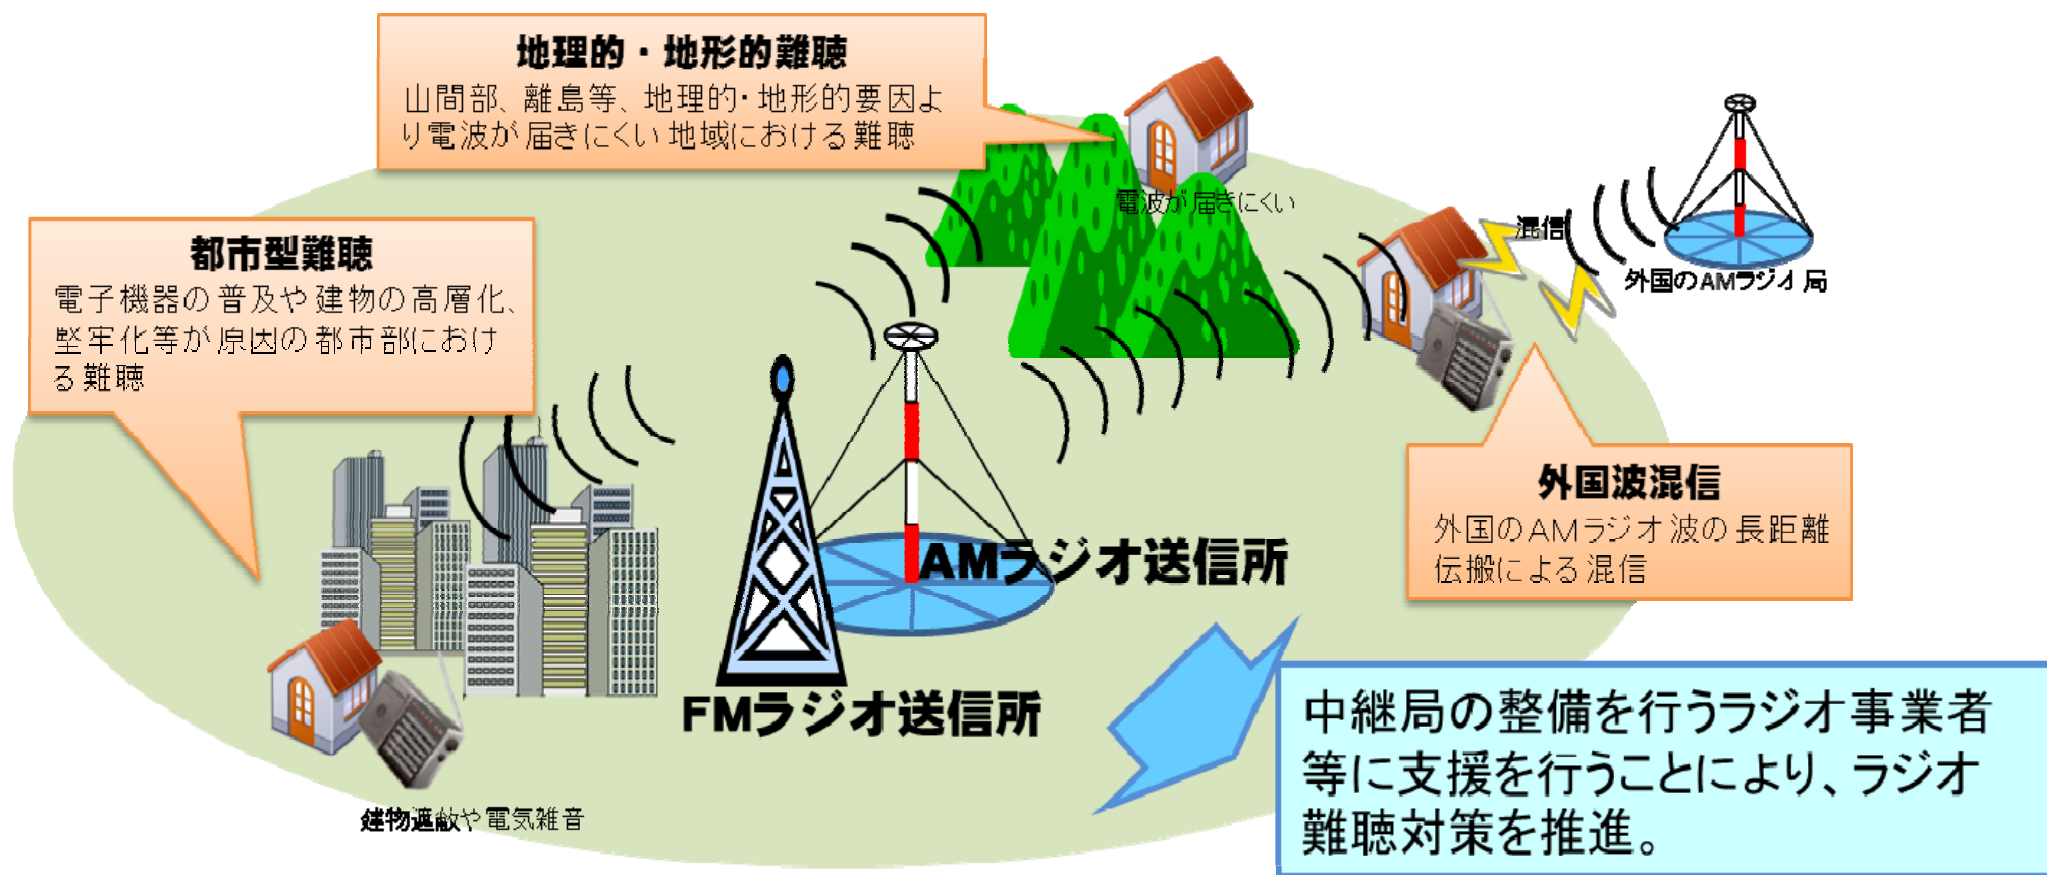 地理的・地形的難聴
山間部、離島等、地理的・地形的要因よ
り電波が届きにくい地域における難聴
電波が届きにくい
混信
外国のAMラジオ局
都市型難聴
電子機器の普及や建物の高層化、
堅牢化等が原因の都市部におけ
る難聴
外国波混信
外国のAMラジオ波の長距離
伝搬による混信
AMラジオ送信所
FMラジオ送信所
建物遮蔽や電気雑音
中継局の整備を行うラジオ事業者
等に支援を行うことにより、ラジオ
難聴対策を推進。